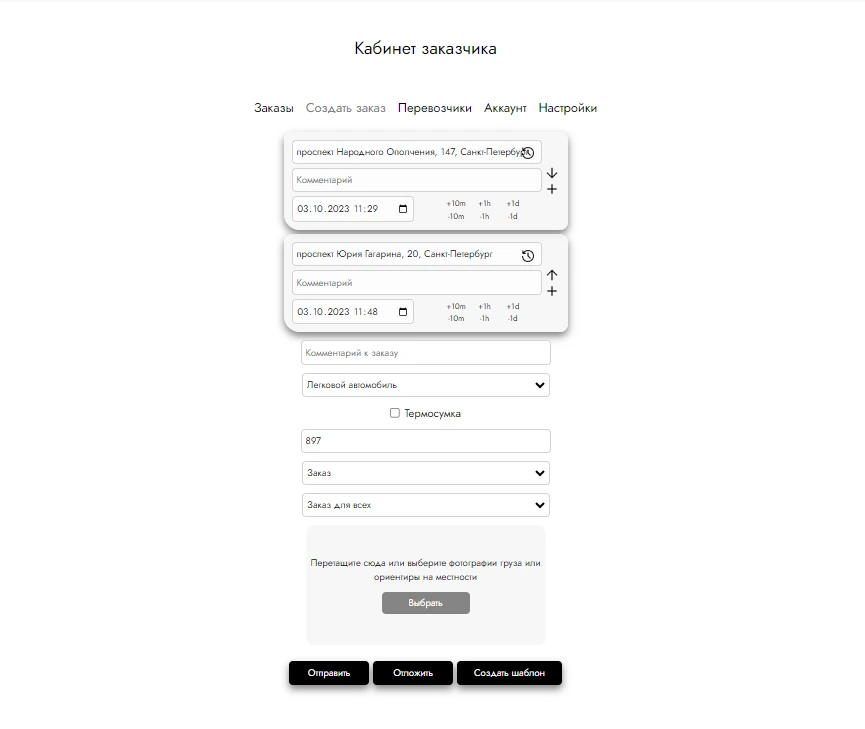 Кабинет заказчика
Заказы Создать заказ Перевозчики Аккаунт Настройки
проспект Народного Ополчения, 147, Санкт-Петербург
Комментарий
03.10.2023 11:29
+10m +1h +1d
-10m -1h -1d
проспект Юрия Гагарина, 20, Санкт-Петербург
Комментарий
03.10.2023 11:48
+10m +1h +1d
-10m -1h -1d
Комментарий к заказу
Легковой автомобиль
Термосумка
897
Заказ
Заказ для всех
Перетащите сюда или выберите фотографии груза или
ориентиры на местности
Выбрать
Отправить Отложить Создать шаблон